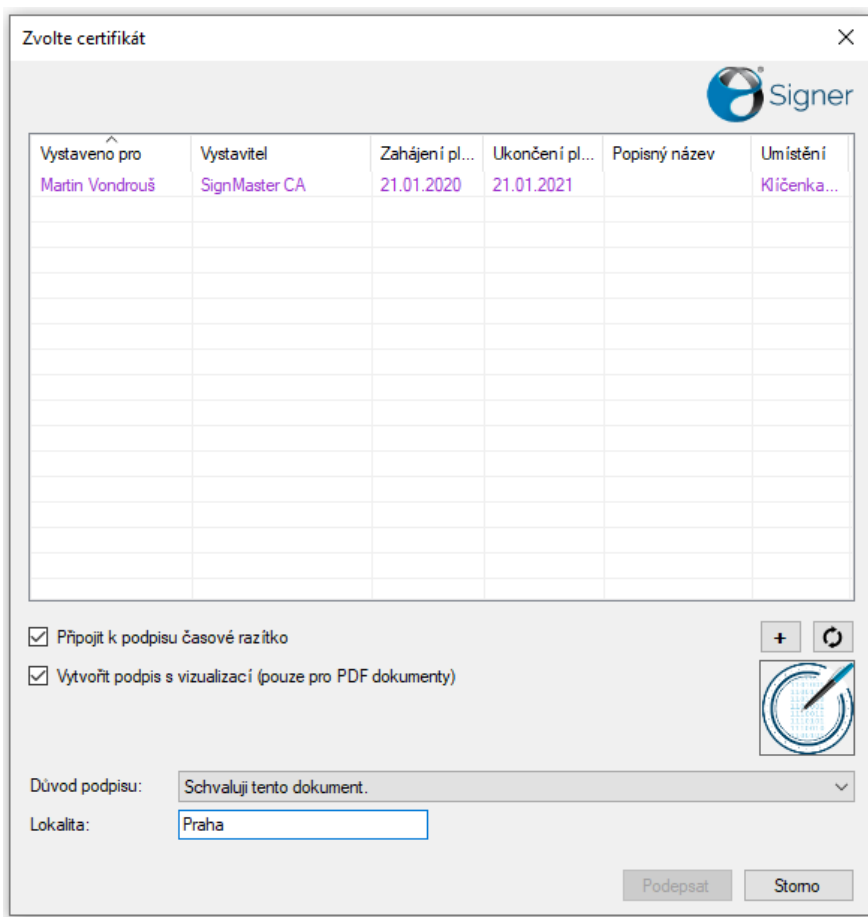 Zvolte certifikát
Signer
Vystaveno pro Vystavitel Zahájení pl... Ukončení pl... Popisný název Umístění
Martin Vondrouš SignMaster CA 21.01.2020 21.01.2021 Klíčenka...
Připojit k podpisu časové razítko
+
Vytvořit podpis s vizualizací (pouze pro PDF dokumenty)
Důvod podpisu: Schvaluji tento dokument.
Lokalita: Praha
Podepsat Storno